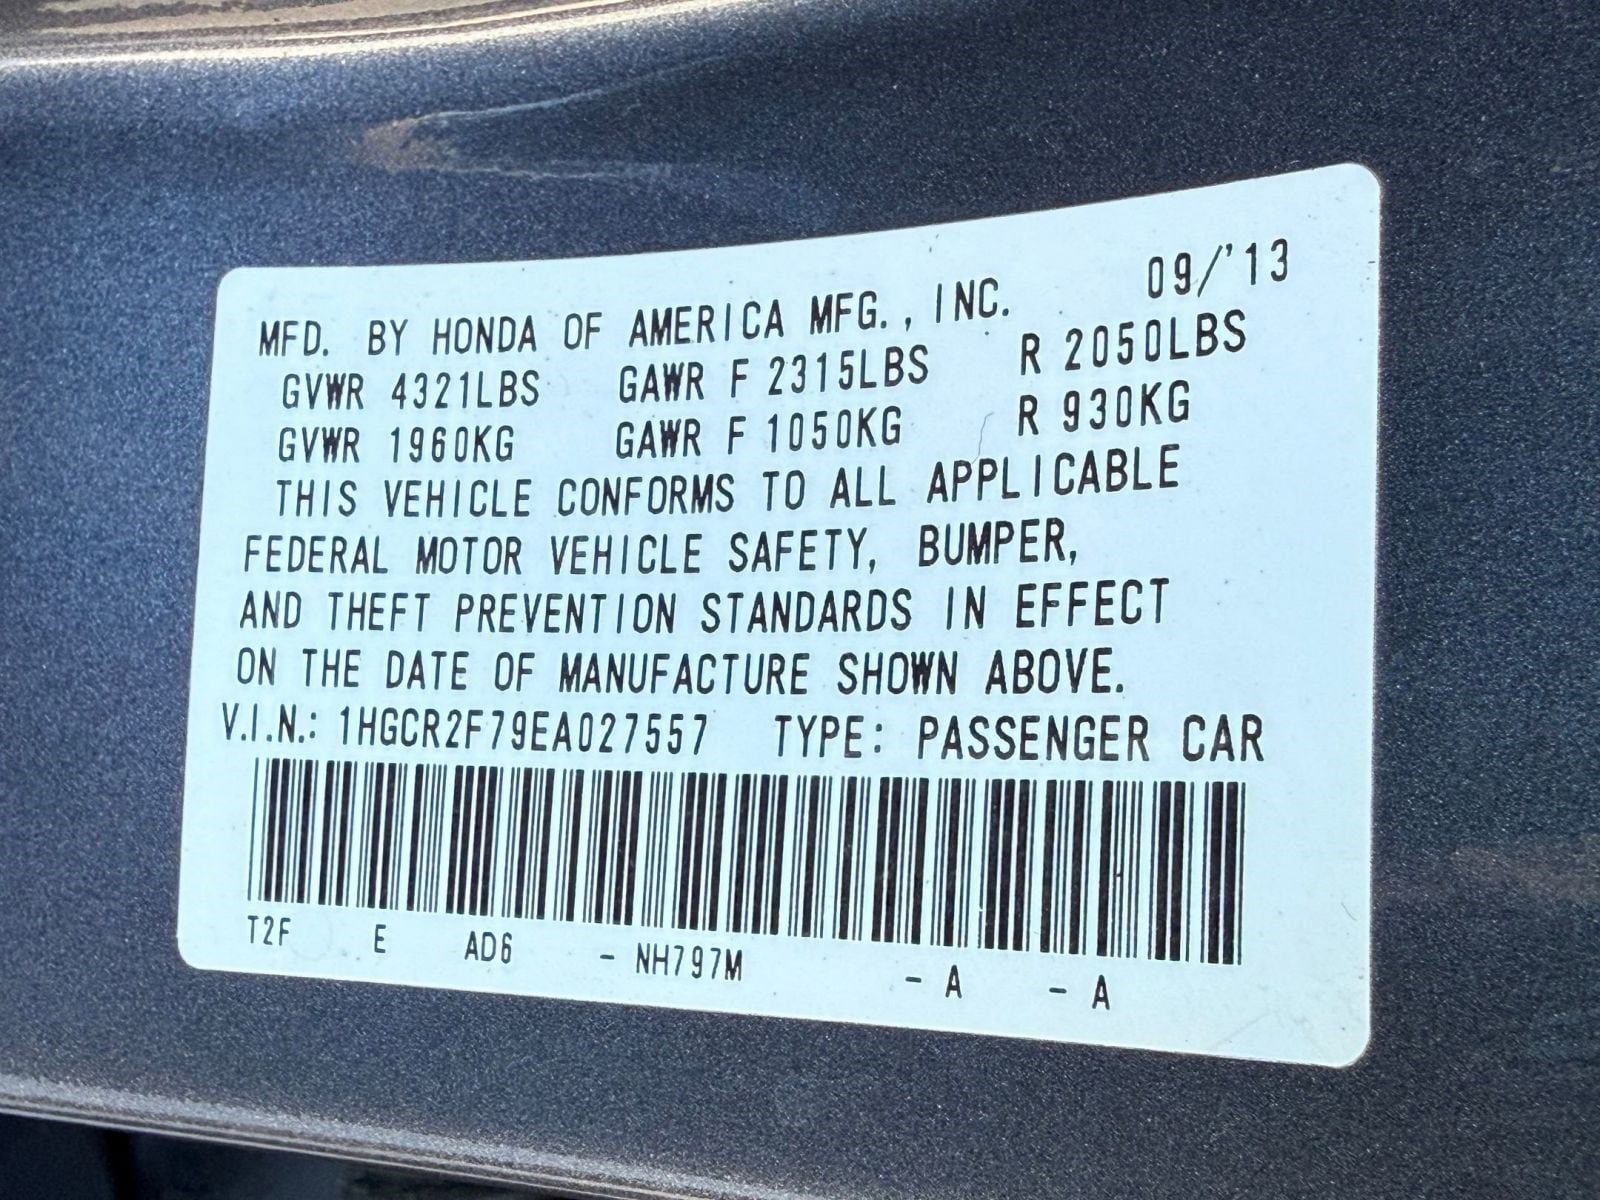 09/'13
MFD. BY HONDA OF AMERICA MFG., INC.
GVWR 4321LBS GAWR F 2315LBS R 2050LBS
GVWR 1960KG GAWR F 1050KG R 930KG
THIS VEHICLE CONFORMS TO ALL APPLICABLE
FEDERAL MOTOR VEHICLE SAFETY, BUMPER,
AND THEFT PREVENTION STANDARDS IN EFFECT
ON THE DATE OF MANUFACTURE SHOWN ABOVE.
V.I.N.: 1HGCR2F79EA027557 TYPE: PASSENGER CAR
T2F E AD6 - NH797M - A - A